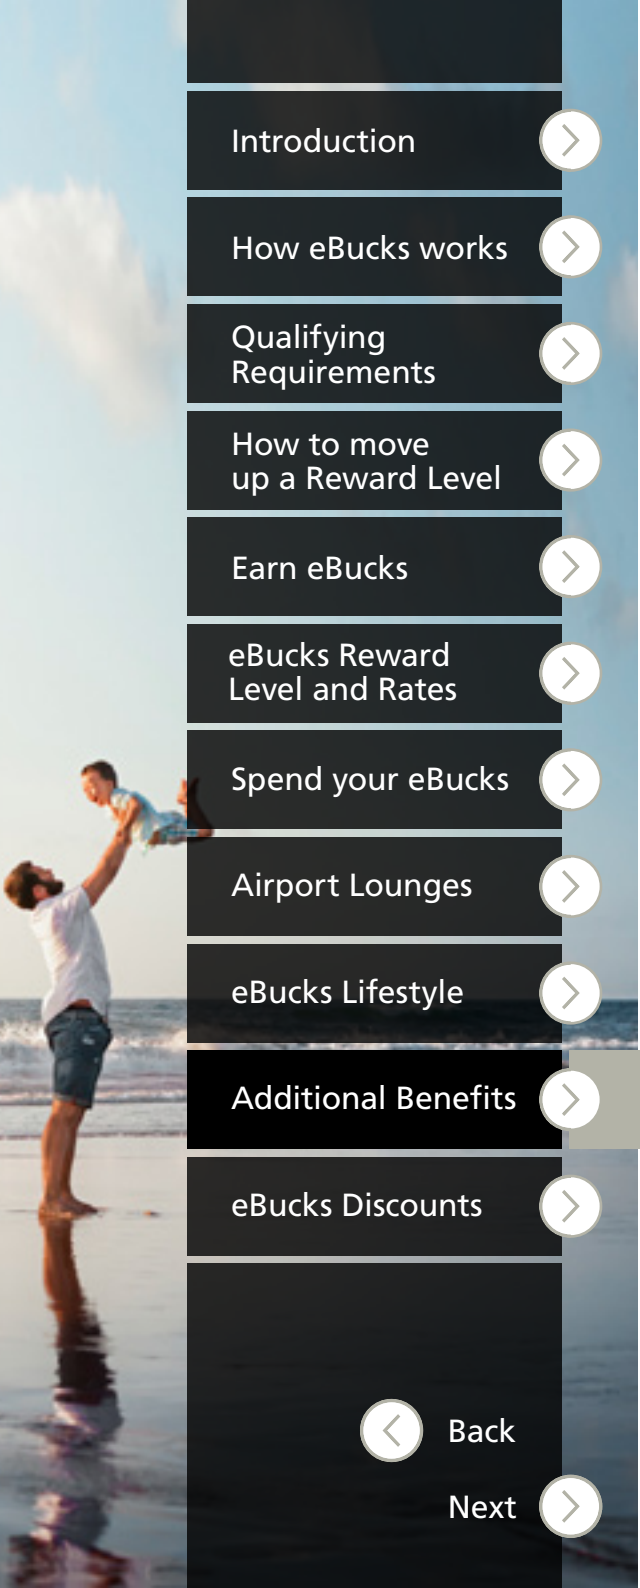 Introduction
How eBucks works
Qualifying
Requirements
How to move
up a Reward Level
Earn eBucks
eBucks Reward
Level and Rates
Spend your eBucks
Airport Lounges
eBucks Lifestyle
Additional Benefits
eBucks Discounts
Back
Next